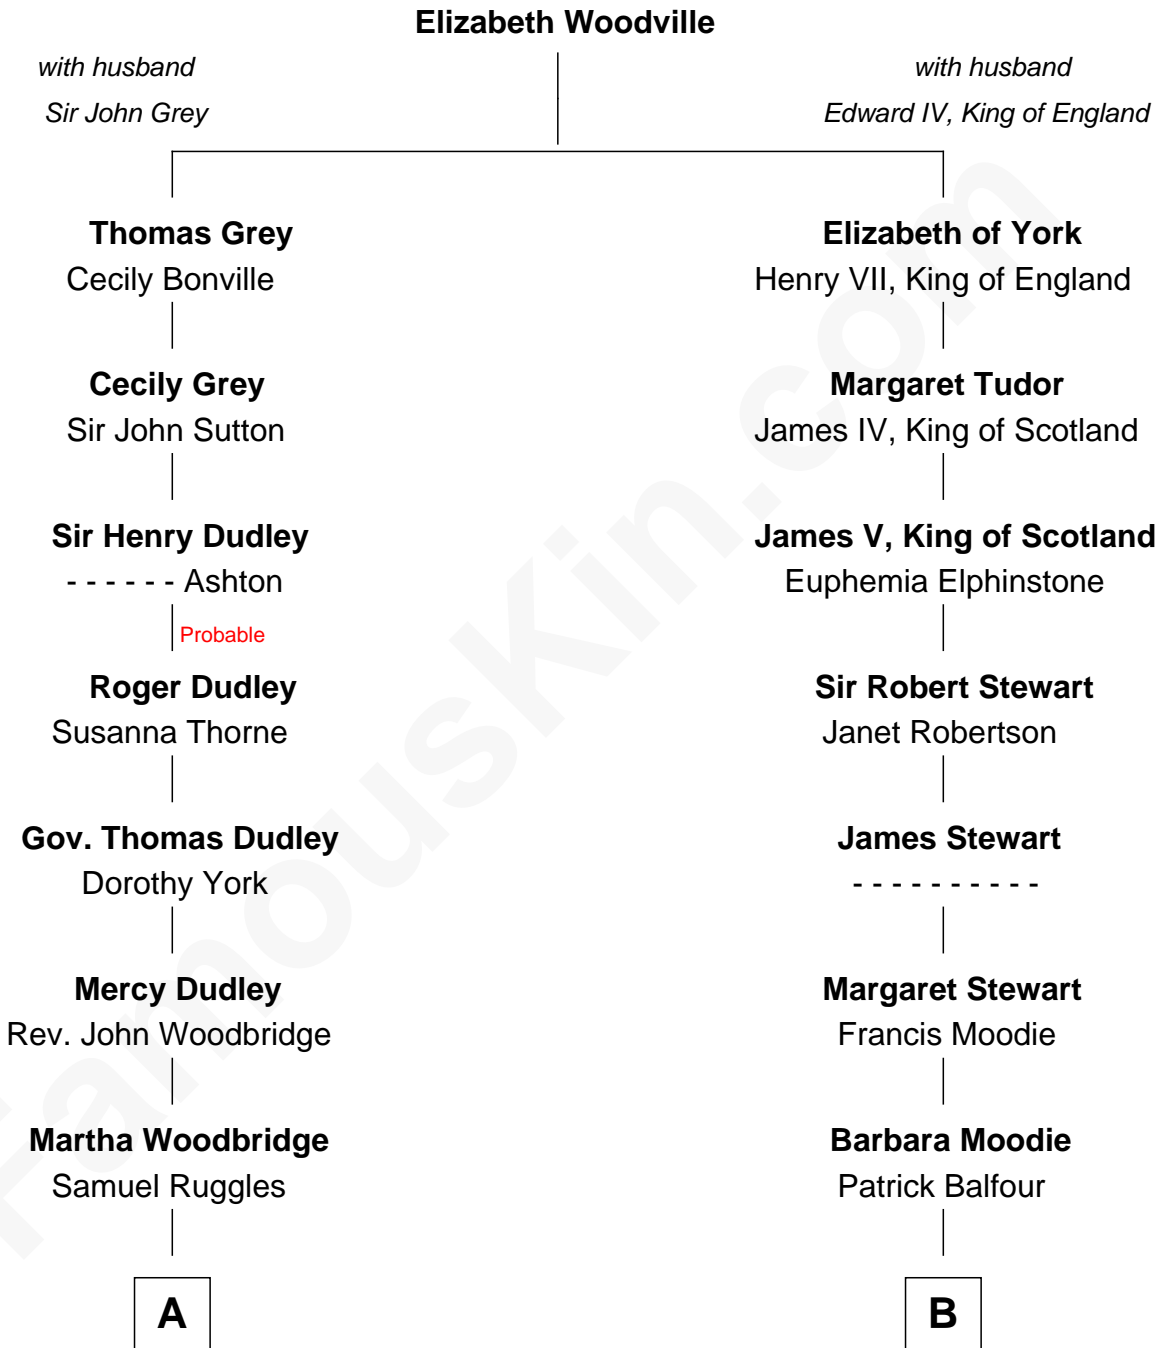 Elizabeth Woodville
with husband
Sir John Grey
with husband
Edward IV, King of England
Thomas Grey
Cecily Bonville
Elizabeth of York
Henry VII, King of England
Cecily Grey
Sir John Sutton
Margaret Tudor
James IV, King of Scotland
Sir Henry Dudley
- - - - - - Ashton
Probable
James V, King of Scotland
Euphemia Elphinstone
Roger Dudley
Susanna Thorne
Sir Robert Stewart
Janet Robertson
Gov. Thomas Dudley
Dorothy York
James Stewart
- - - - - - - - - -
Mercy Dudley
Rev. John Woodbridge
Margaret Stewart
Francis Moodie
Martha Woodbridge
Samuel Ruggles
Barbara Moodie
Patrick Balfour
A
B
FamousKin.com